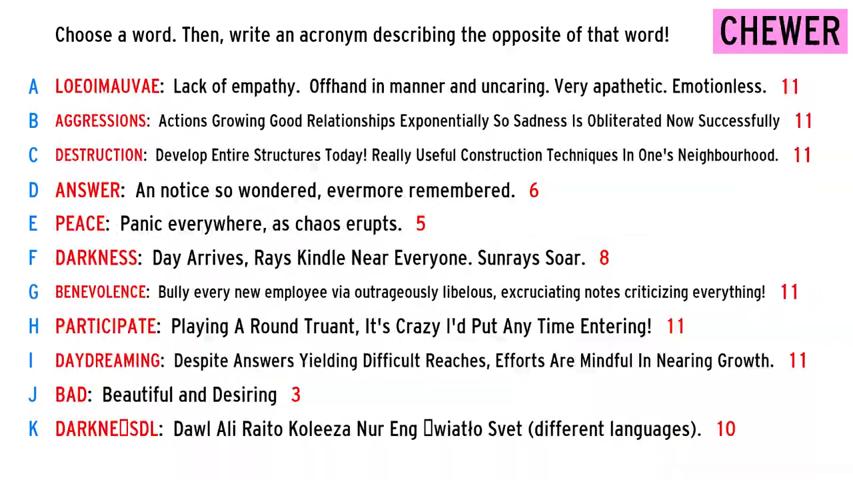 Choose a word. Then, write an acronym describing the opposite of that word! CHEWER
A LOEOIMAUVAE: Lack of empathy. Offhand in manner and uncaring. Very apathetic. Emotionless. 11
B AGGRESSIONS: Actions Growing Good Relationships Exponentially So Sadness Is Obliterated Now Successfully 11
C DESTRUCTION: Develop Entire Structures Today! Really Useful Construction Techniques In One's Neighbourhood. 11
D ANSWER: An notice so wondered, evermore remembered. 6
E PEACE: Panic everywhere, as chaos erupts. 5
F DARKNESS: Day Arrives, Rays Kindle Near Everyone. Sunrays Soar. 8
G BENEVOLENCE: Bully every new employee via outrageously libelous, excruciating notes criticizing everything! 11
H PARTICIPATE: Playing A Round Truant, It's Crazy I'd Put Any Time Entering! 11
I DAYDREAMING: Despite Answers Yielding Difficult Reaches, Efforts Are Mindful In Nearing Growth. 11
J BAD: Beautiful and Desiring 3
K DARKNE▯SDL: Dawl Ali Raito Koleeza Nur Eng ▯wiatło Svet (different languages). 10